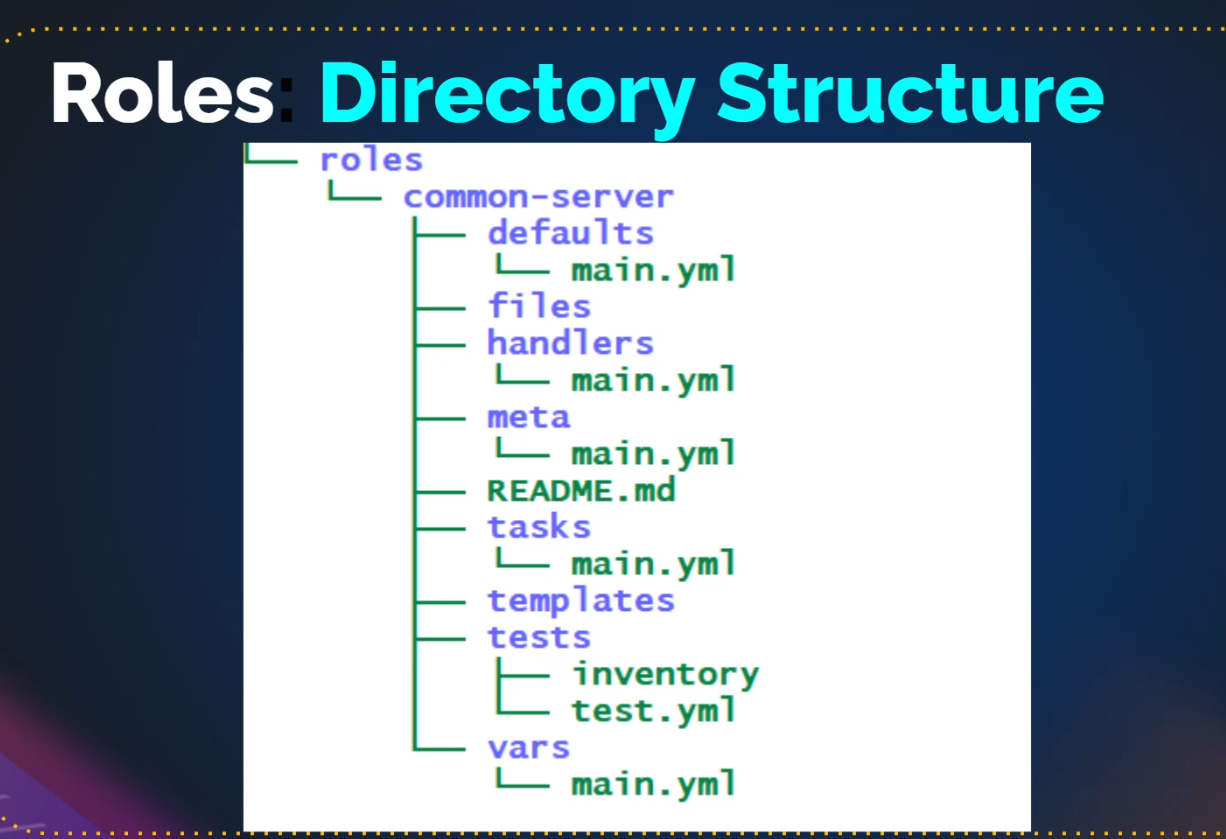 Roles: Directory Structure
└── roles
    └── common-server
        ├── defaults
        │   └── main.yml
        ├── files
        ├── handlers
        │   └── main.yml
        ├── meta
        │   └── main.yml
        ├── README.md
        ├── tasks
        │   └── main.yml
        ├── templates
        ├── tests
        │   ├── inventory
        │   └── test.yml
        └── vars
            └── main.yml